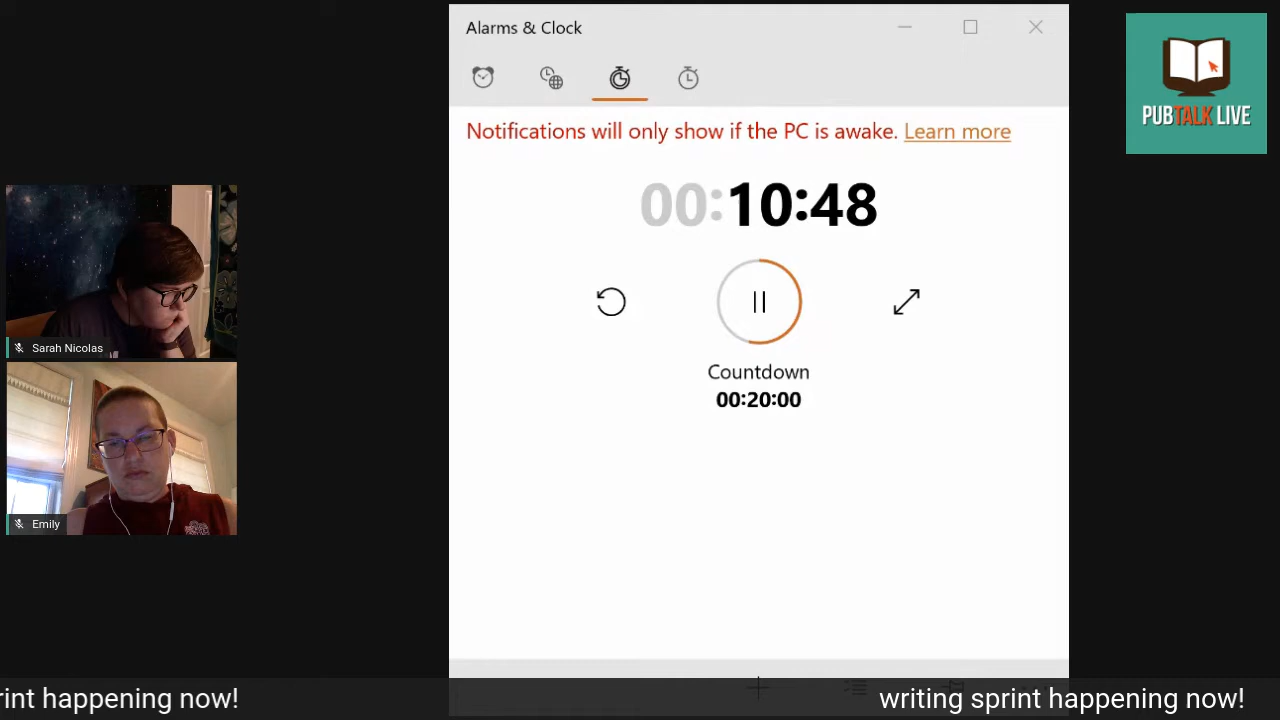 Alarms & Clock
Notifications will only show if the PC is awake. Learn more
00:10:48
Countdown
00:20:00
PUBTALK LIVE
Sarah Nicolas
Emily
rint happening now!
writing sprint happening now!